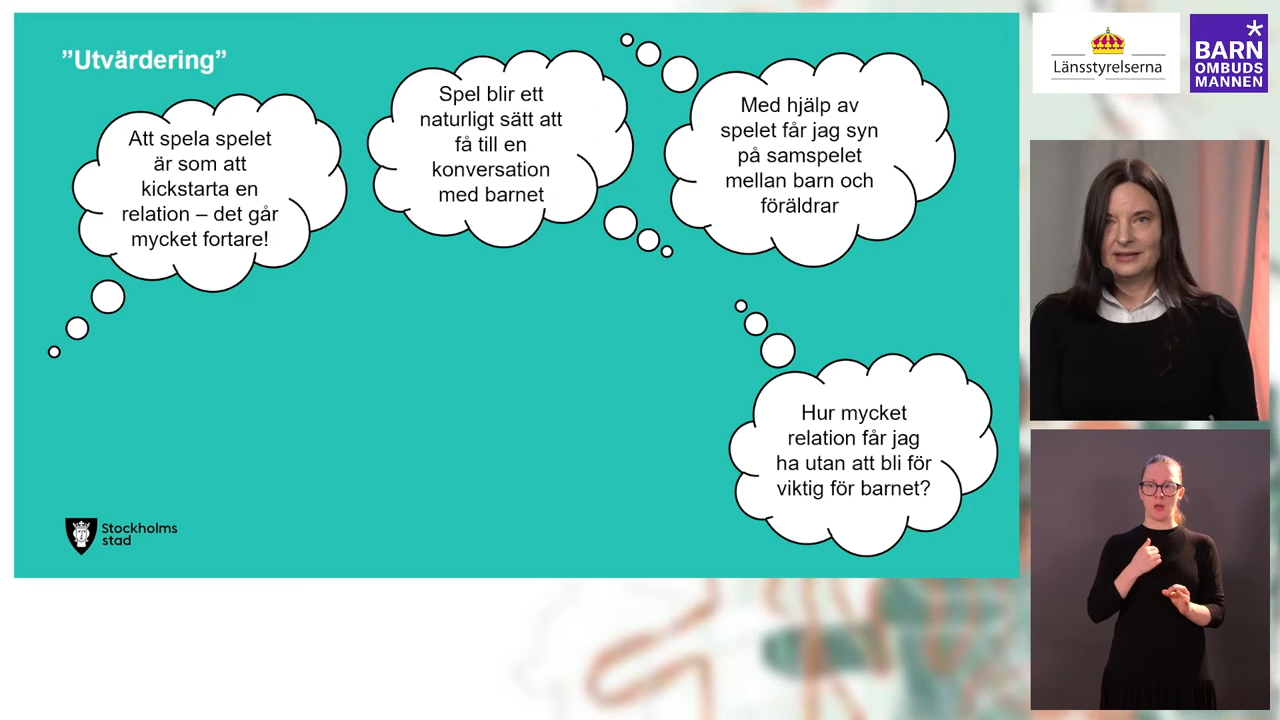 ”Utvärdering”
Att spela spelet
är som att
kickstarta en
relation – det går
mycket fortare!
Spel blir ett
naturligt sätt att
få till en
konversation
med barnet
Med hjälp av
spelet får jag syn
på samspelet
mellan barn och
föräldrar
Hur mycket
relation får jag
ha utan att bli för
viktig för barnet?
Stockholms
stad
Länsstyrelserna
BARN
OMBUDS
MANNEN